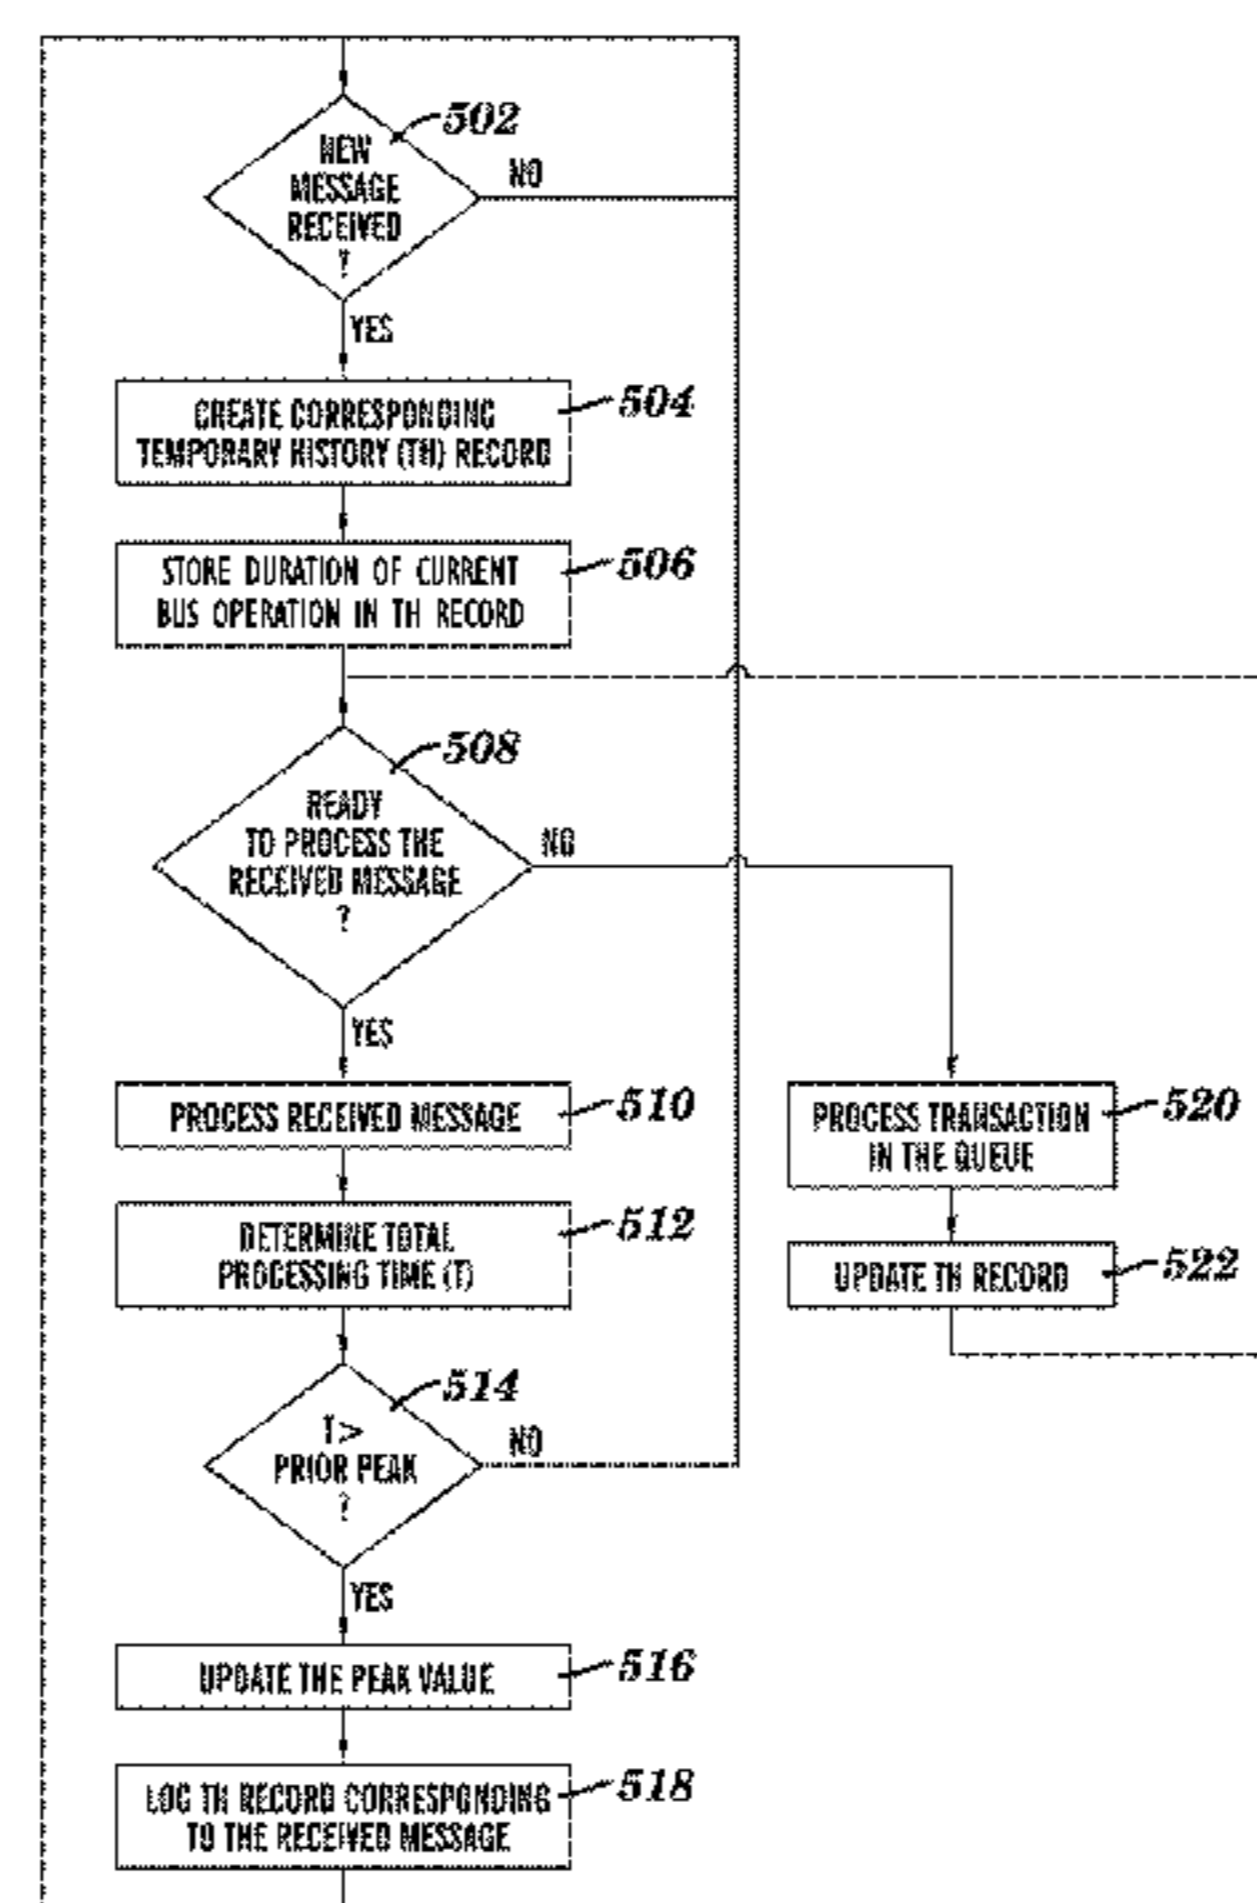 502
NEW
MESSAGE
RECEIVED
?
NO
YES
CREATE CORRESPONDING
TEMPORARY HISTORY (TH) RECORD
504
STORE DURATION OF CURRENT
BUS OPERATION IN TH RECORD
506
508
READY
TO PROCESS THE
RECEIVED MESSAGE
?
NO
YES
PROCESS RECEIVED MESSAGE
510
PROCESS TRANSACTION
IN THE QUEUE
520
DETERMINE TOTAL
PROCESSING TIME (T)
512
UPDATE TH RECORD
522
514
T >
PRIOR PEAK
?
NO
YES
UPDATE THE PEAK VALUE
516
LOG TH RECORD CORRESPONDING
TO THE RECEIVED MESSAGE
518